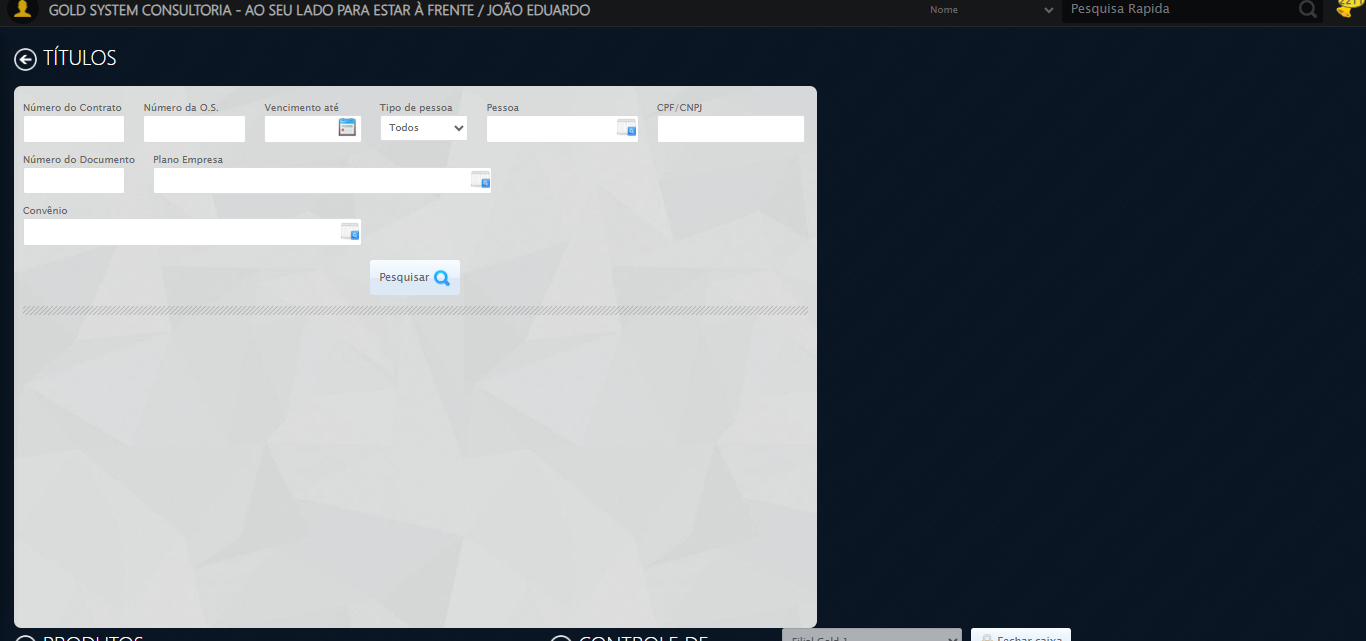 GOLD SYSTEM CONSULTORIA - AO SEU LADO PARA ESTAR À FRENTE / JOÃO EDUARDO
Nome
Pesquisa Rapida
TÍTULOS
Número do Contrato
Número da O.S.
Vencimento até
Tipo de pessoa
Pessoa
CPF/CNPJ
Todos
Número do Documento
Plano Empresa
Convênio
Pesquisar
PRODUTOS
CONTROLE DE
Filial Gold 1
Fechar caixa